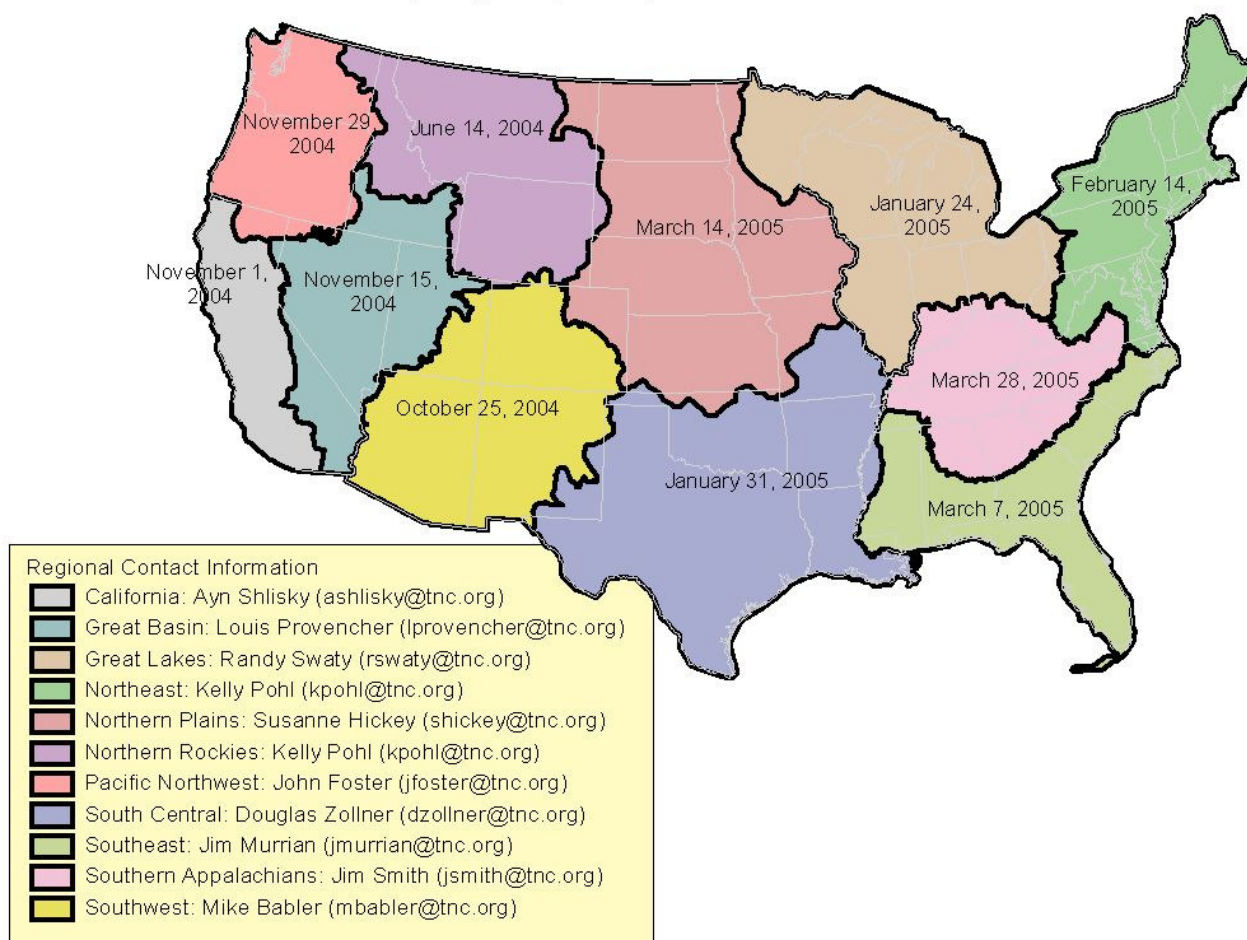 November 29,
2004
June 14, 2004
February 14,
2005
January 24,
2005
March 14, 2005
November 1,
2004
November 15,
2004
March 28, 2005
October 25, 2004
January 31, 2005
March 7, 2005
Regional Contact Information
California: Ayn Shlisky (ashlisky@tnc.org)
Great Basin: Louis Provencher (lprovencher@tnc.org)
Great Lakes: Randy Swaty (rswaty@tnc.org)
Northeast: Kelly Pohl (kpohl@tnc.org)
Northern Plains: Susanne Hickey (shickey@tnc.org)
Northern Rockies: Kelly Pohl (kpohl@tnc.org)
Pacific Northwest: John Foster (jfoster@tnc.org)
South Central: Douglas Zollner (dzollner@tnc.org)
Southeast: Jim Murrian (jmurrian@tnc.org)
Southern Appalachians: Jim Smith (jsmith@tnc.org)
Southwest: Mike Babler (mbabler@tnc.org)